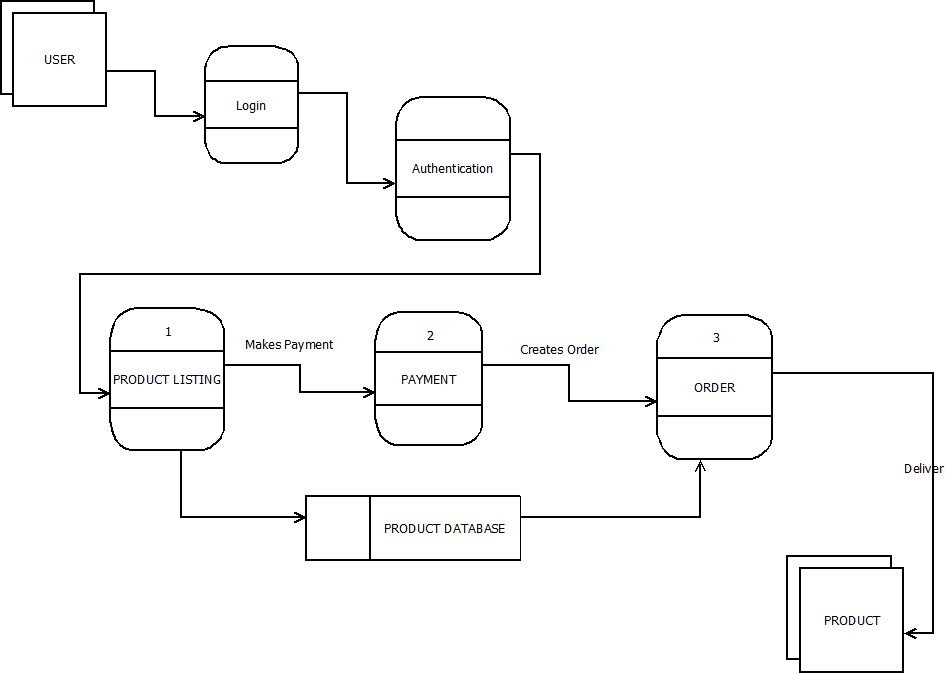 USER
Login
Authentication
1
PRODUCT LISTING
Makes Payment
2
PAYMENT
Creates Order
3
ORDER
Deliver
PRODUCT DATABASE
PRODUCT